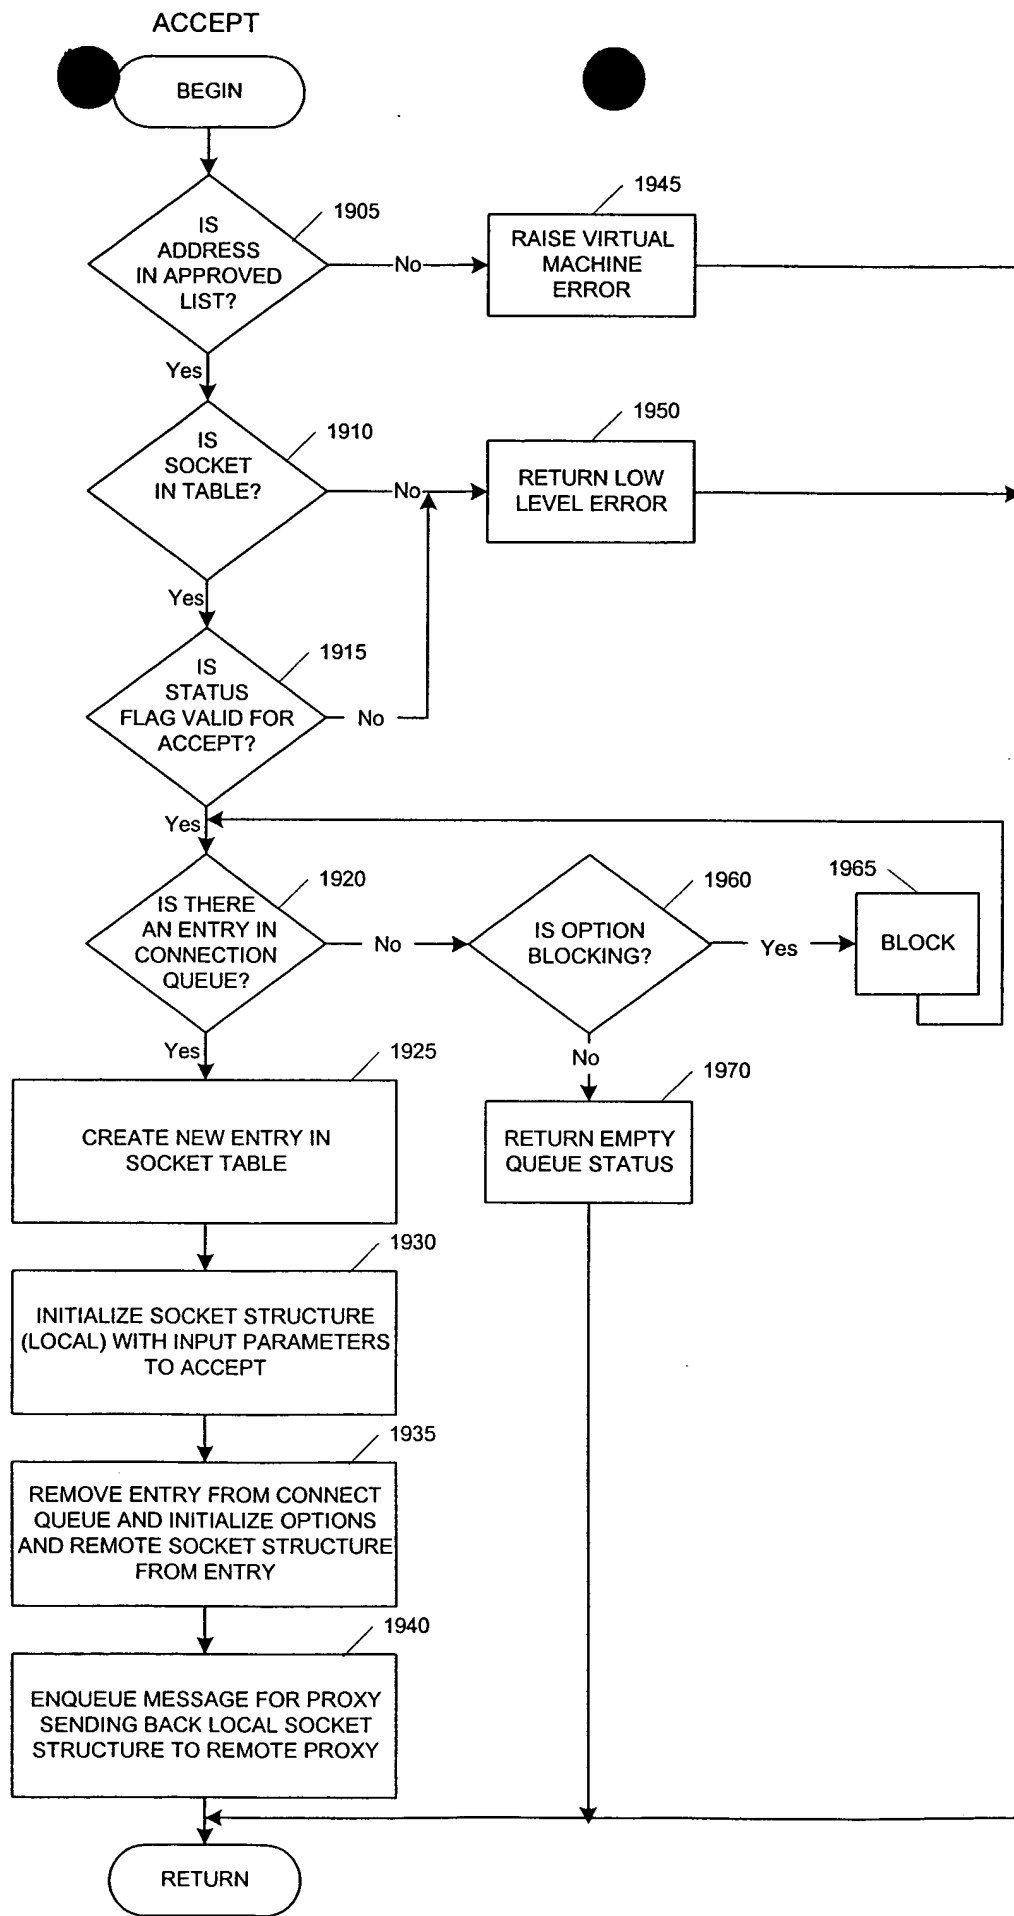 ACCEPT
BEGIN
1905
IS
ADDRESS
IN APPROVED
LIST?
No
1945
RAISE VIRTUAL
MACHINE
ERROR
Yes
1910
IS
SOCKET
IN TABLE?
No
1950
RETURN LOW
LEVEL ERROR
Yes
1915
IS
STATUS
FLAG VALID FOR
ACCEPT?
No
Yes
1920
IS THERE
AN ENTRY IN
CONNECTION
QUEUE?
No
1960
IS OPTION
BLOCKING?
Yes
1965
BLOCK
Yes
No
1925
CREATE NEW ENTRY IN
SOCKET TABLE
1970
RETURN EMPTY
QUEUE STATUS
1930
INITIALIZE SOCKET STRUCTURE
(LOCAL) WITH INPUT PARAMETERS
TO ACCEPT
1935
REMOVE ENTRY FROM CONNECT
QUEUE AND INITIALIZE OPTIONS
AND REMOTE SOCKET STRUCTURE
FROM ENTRY
1940
ENQUEUE MESSAGE FOR PROXY
SENDING BACK LOCAL SOCKET
STRUCTURE TO REMOTE PROXY
RETURN